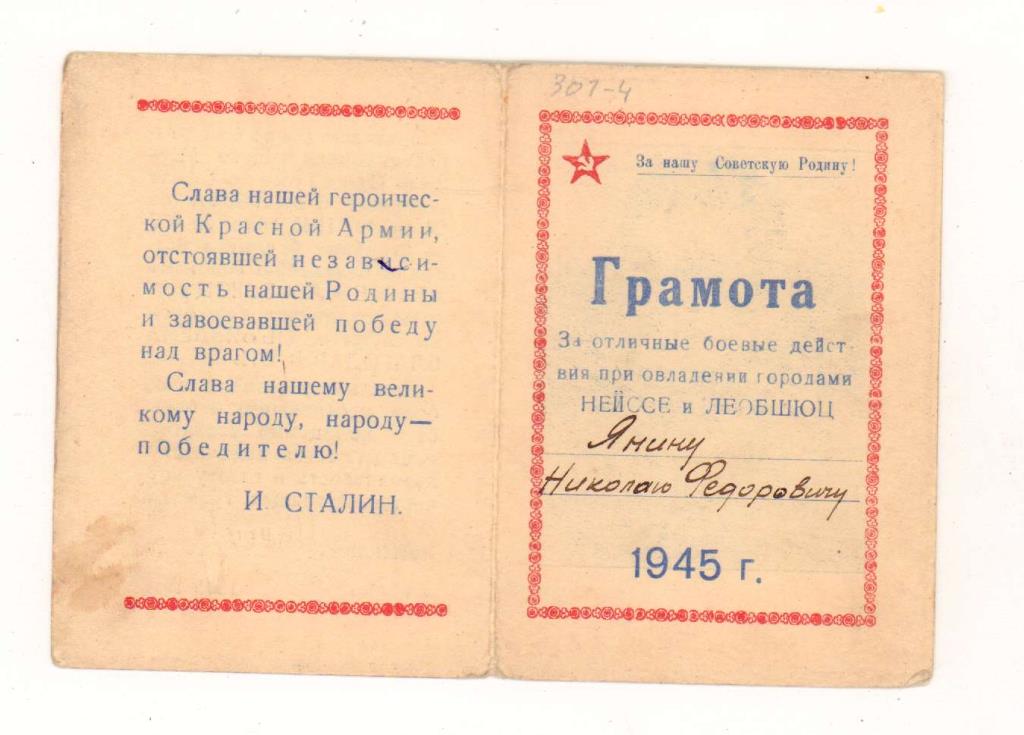 Слава нашей героичес-
кой Красной Армии,
отстоявшей независи-
мость нашей Родины
и завоевавшей победу
над врагом!
Слава нашему вели-
кому народу, народу—
победителю!
И. СТАЛИН.
301-4
За нашу Советскую Родину!
Грамота
За отличные боевые дейст-
вия при овладении городами
НЕЙССЕ и ЛЕОБШЮЦ
Янину
Николаю Федоровичу
1945 г.